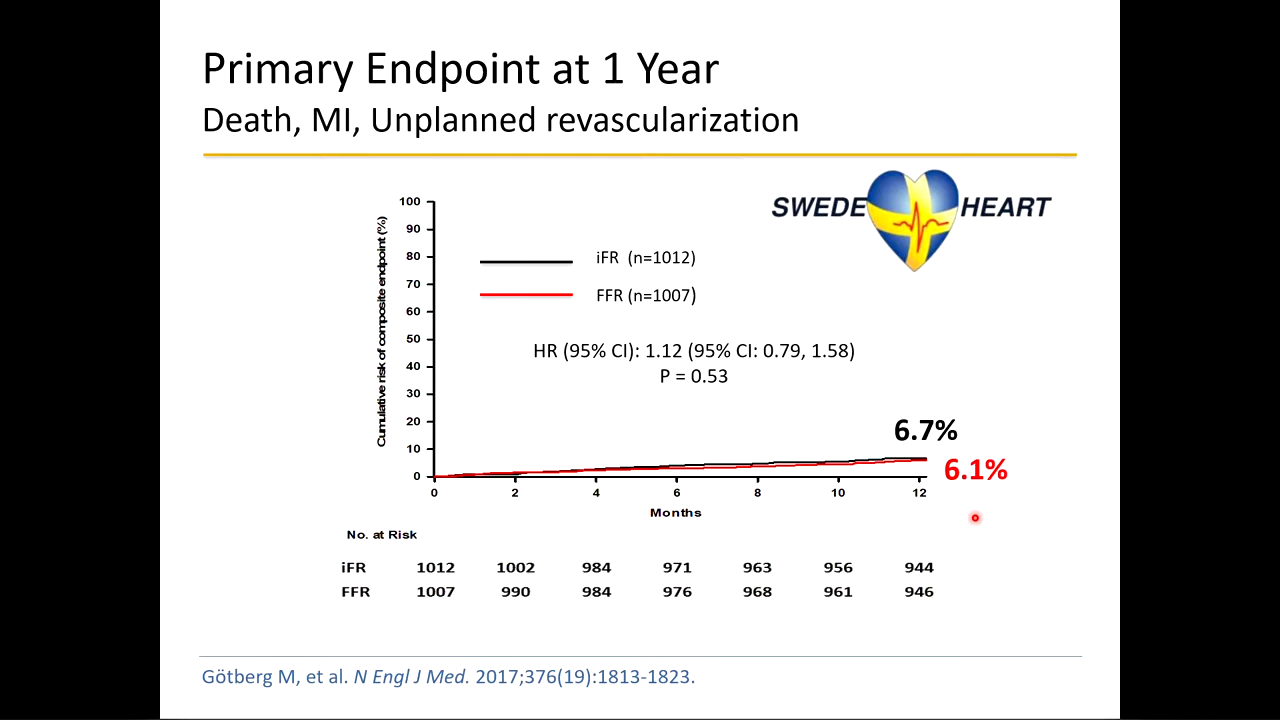 Primary Endpoint at 1 Year
Death, MI, Unplanned revascularization
SWEDE HEART
Cumulative risk of composite endpoint (%)
100
90
80
70
60
50
40
30
20
10
0
iFR (n=1012)
FFR (n=1007)
HR (95% CI): 1.12 (95% CI: 0.79, 1.58)
P = 0.53
6.7%
6.1%
0 2 4 6 8 10 12
Months
No. at Risk
iFR 1012 1002 984 971 963 956 944
FFR 1007 990 984 976 968 961 946
Götberg M, et al. N Engl J Med. 2017;376(19):1813-1823.